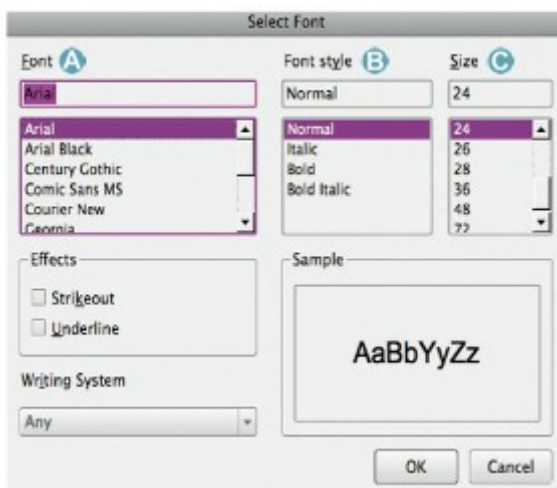 Select Font
Font A Font style B Size C
Arial Normal 24
Arial Normal 24
Arial Black Italic 26
Century Gothic Bold 28
Comic Sans MS Bold Italic 36
Courier New 48
Georgia 72
Effects Sample
Strikeout
Underline
AaBbYyZz
Writing System
Any
OK Cancel